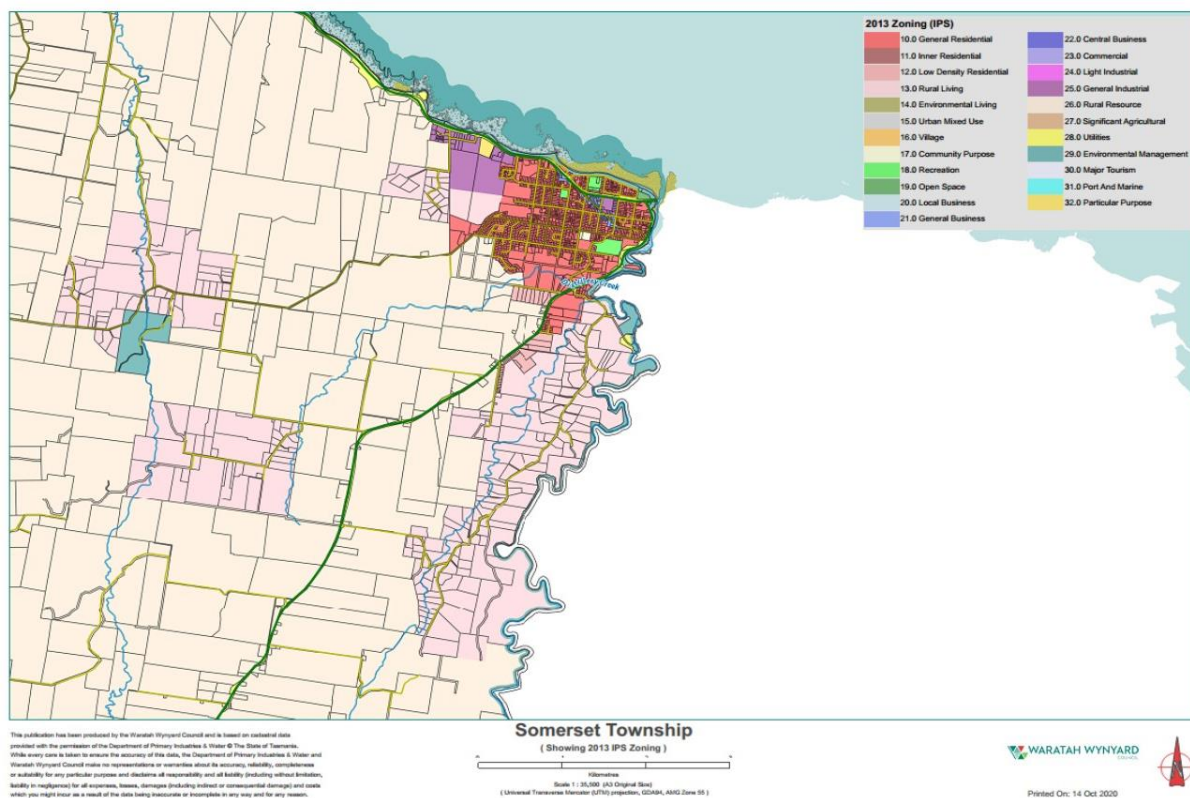 2013 Zoning (IPS)
10.0 General Residential
11.0 Inner Residential
12.0 Low Density Residential
13.0 Rural Living
14.0 Environmental Living
15.0 Urban Mixed Use
16.0 Village
17.0 Community Purpose
18.0 Recreation
19.0 Open Space
20.0 Local Business
21.0 General Business
22.0 Central Business
23.0 Commercial
24.0 Light Industrial
25.0 General Industrial
26.0 Rural Resource
27.0 Significant Agricultural
28.0 Utilities
29.0 Environmental Management
30.0 Major Tourism
31.0 Port And Marine
32.0 Particular Purpose
Creek
This publication has been produced by the Waratah Wynyard Council and is based on cadastral data
provided with the permission of the Department of Primary Industries & Water © The State of Tasmania.
While every care is taken to ensure the accuracy of this data, the Department of Primary Industries & Water and
Waratah Wynyard Council make no representations or warranties about its accuracy, reliability, completeness
or suitability for any particular purpose and disclaims all responsibility and all liability (including without limitation,
liability in negligence) for all expenses, losses, damages (including indirect or consequential damage) and costs
which you might incur as a result of the data being inaccurate or incomplete in any way and for any reason.
Somerset Township
( Showing 2013 IPS Zoning )
Kilometres
Scale 1 : 35,500 (A3 Original Size)
( Universal Transverse Mercator (UTM) projection, GDA94, AMG Zone 55 )
WARATAH WYNYARD
COUNCIL
Printed On: 14 Oct 2020